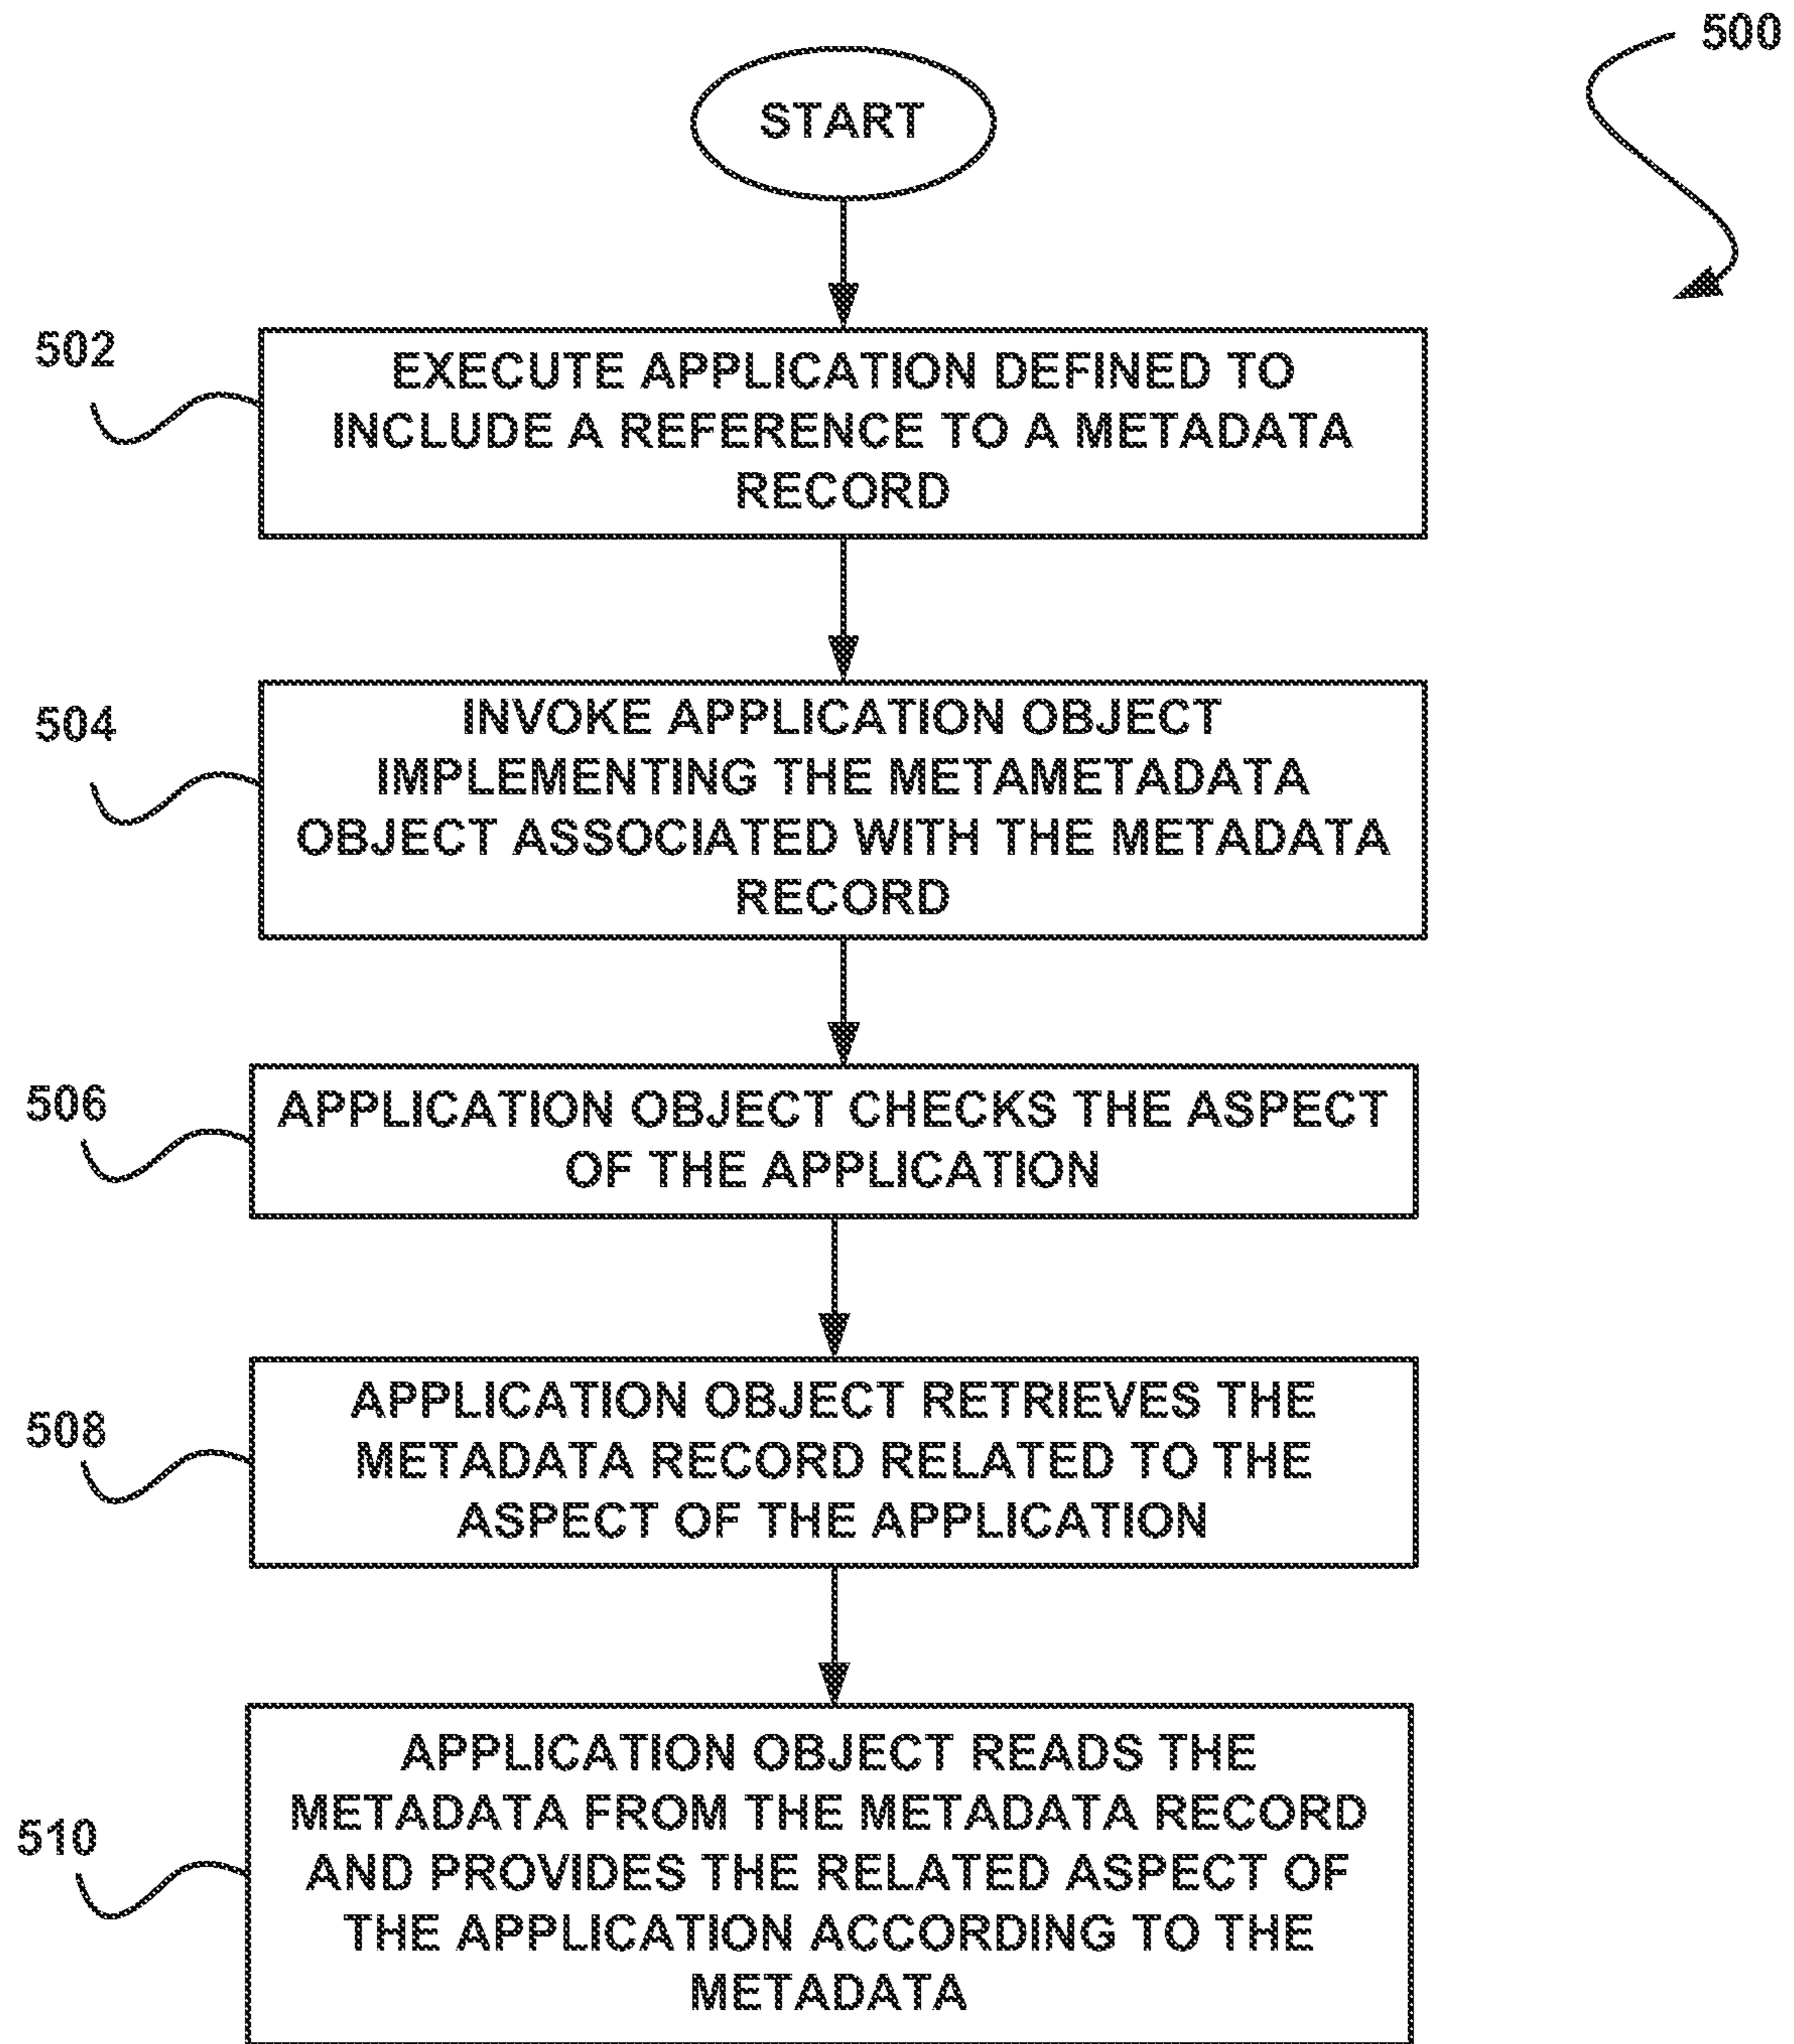 500
START
502
EXECUTE APPLICATION DEFINED TO
INCLUDE A REFERENCE TO A METADATA
RECORD
504
INVOKE APPLICATION OBJECT
IMPLEMENTING THE METAMETADATA
OBJECT ASSOCIATED WITH THE METADATA
RECORD
506
APPLICATION OBJECT CHECKS THE ASPECT
OF THE APPLICATION
508
APPLICATION OBJECT RETRIEVES THE
METADATA RECORD RELATED TO THE
ASPECT OF THE APPLICATION
510
APPLICATION OBJECT READS THE
METADATA FROM THE METADATA RECORD
AND PROVIDES THE RELATED ASPECT OF
THE APPLICATION ACCORDING TO THE
METADATA